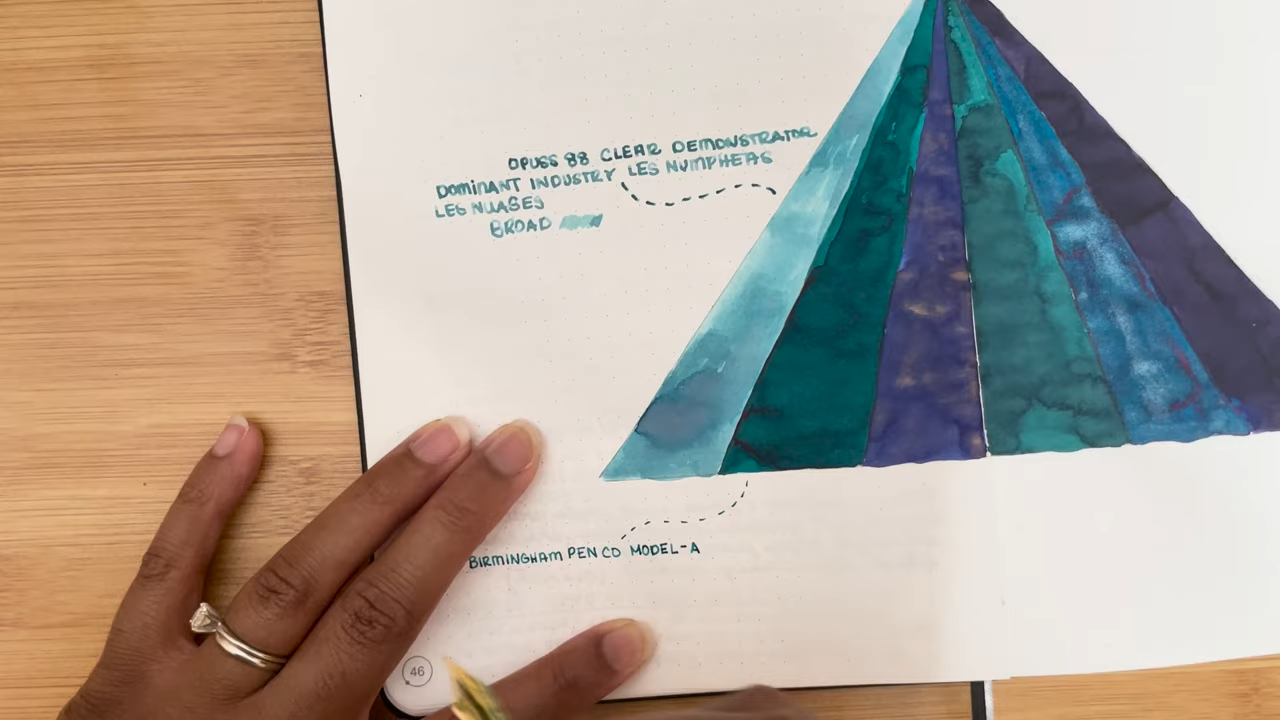 OPUSS 88 CLEAR DEMONSTRATOR
DOMINANT INDUSTRY LES NUMPHEAS
LES NUAGES
BROAD
BIRMINGHAM PEN CO MODEL-A
46